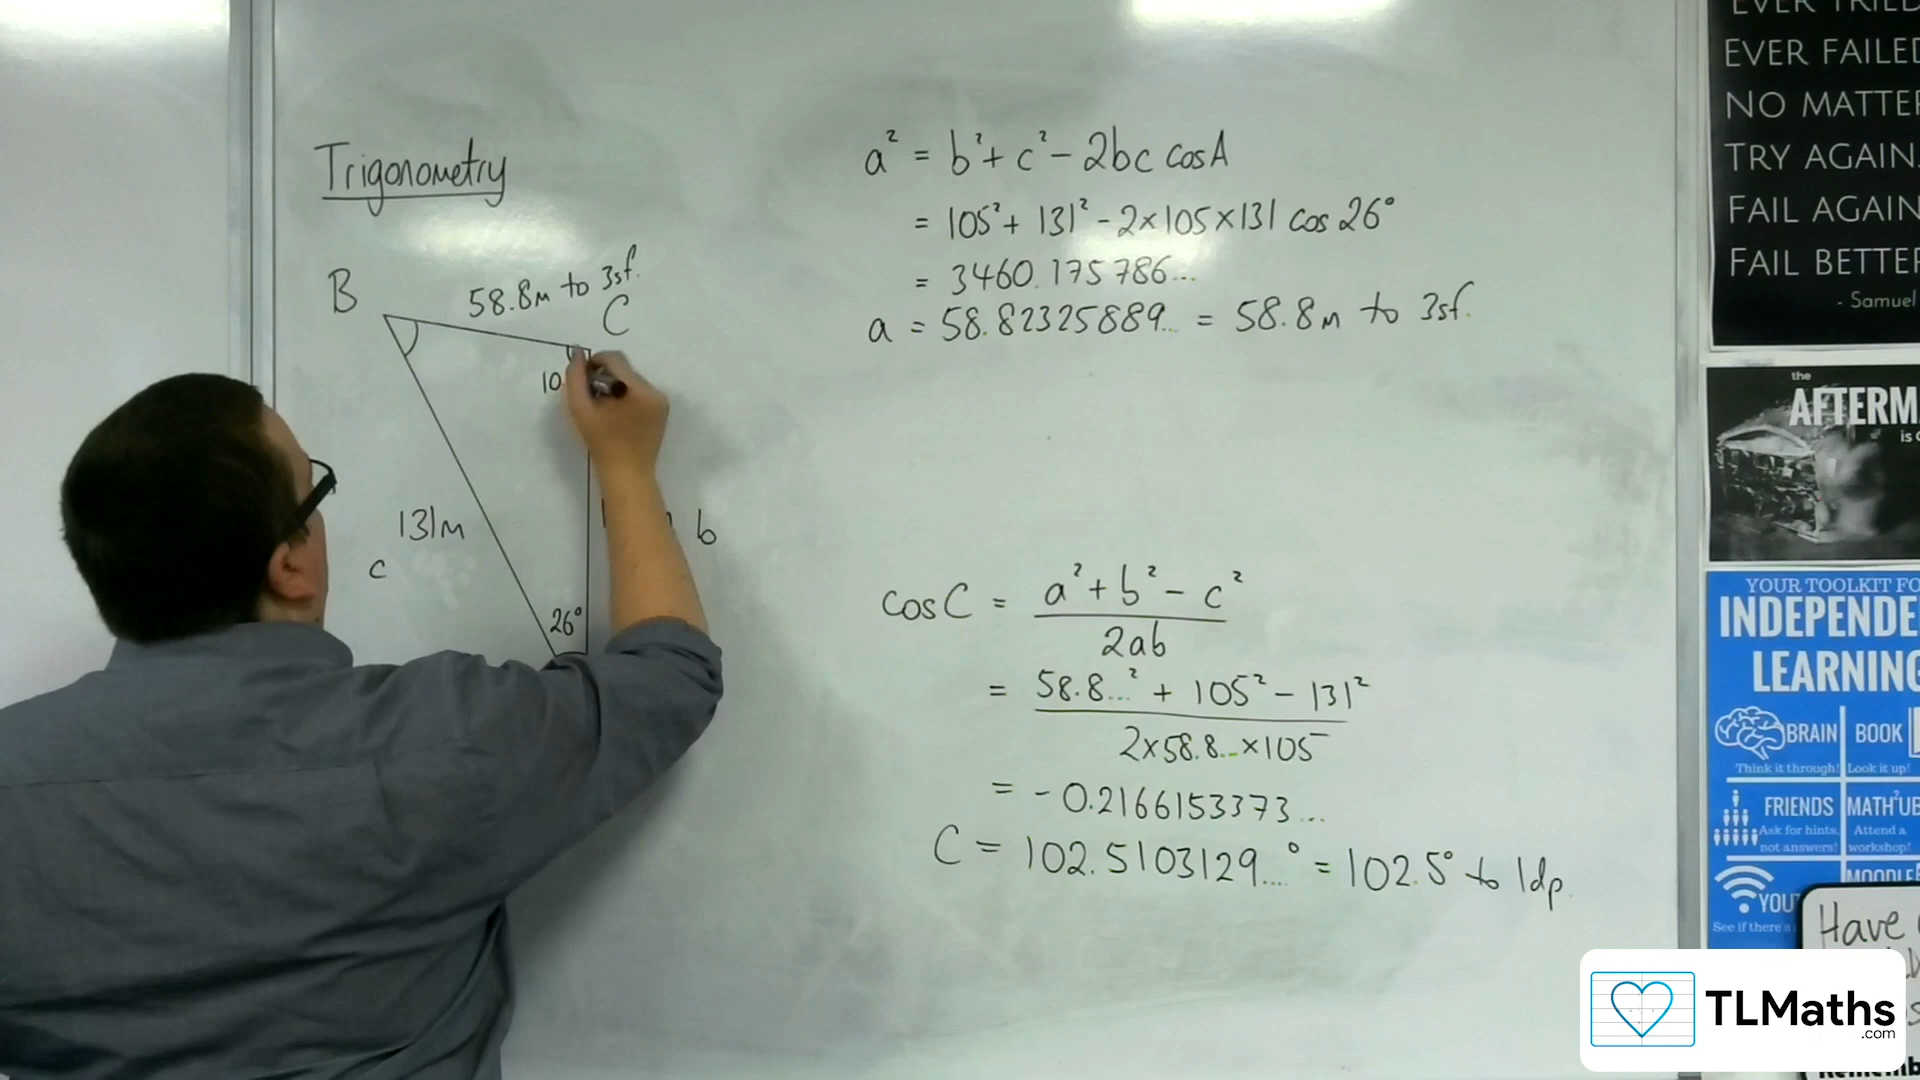 Trigonometry
B
58.8m to 3sf.
C
10
131m
c
b
26°
a² = b² + c² - 2bc cosA
= 105² + 131² - 2×105×131 cos 26°
= 3460.175786...
a = 58.82325889... = 58.8m to 3sf.
cosC = a² + b² - c²
2ab
= 58.8...² + 105² - 131²
2×58.8...×105
= -0.2166153373...
C = 102.5103129...° = 102.5° to 1dp.
EVER FAILED
NO MATTER
TRY AGAIN.
FAIL AGAIN
FAIL BETTER
- Samuel
the
AFTERM
is
YOUR TOOLKIT FO
INDEPENDE
LEARNING
BRAIN
Think it through!
BOOK
Look it up!
FRIENDS
Ask for hints,
not answers!
MATH²UB
Attend a
workshop!
YOU
See if there's
MOODLE
Have
TLMaths
.com